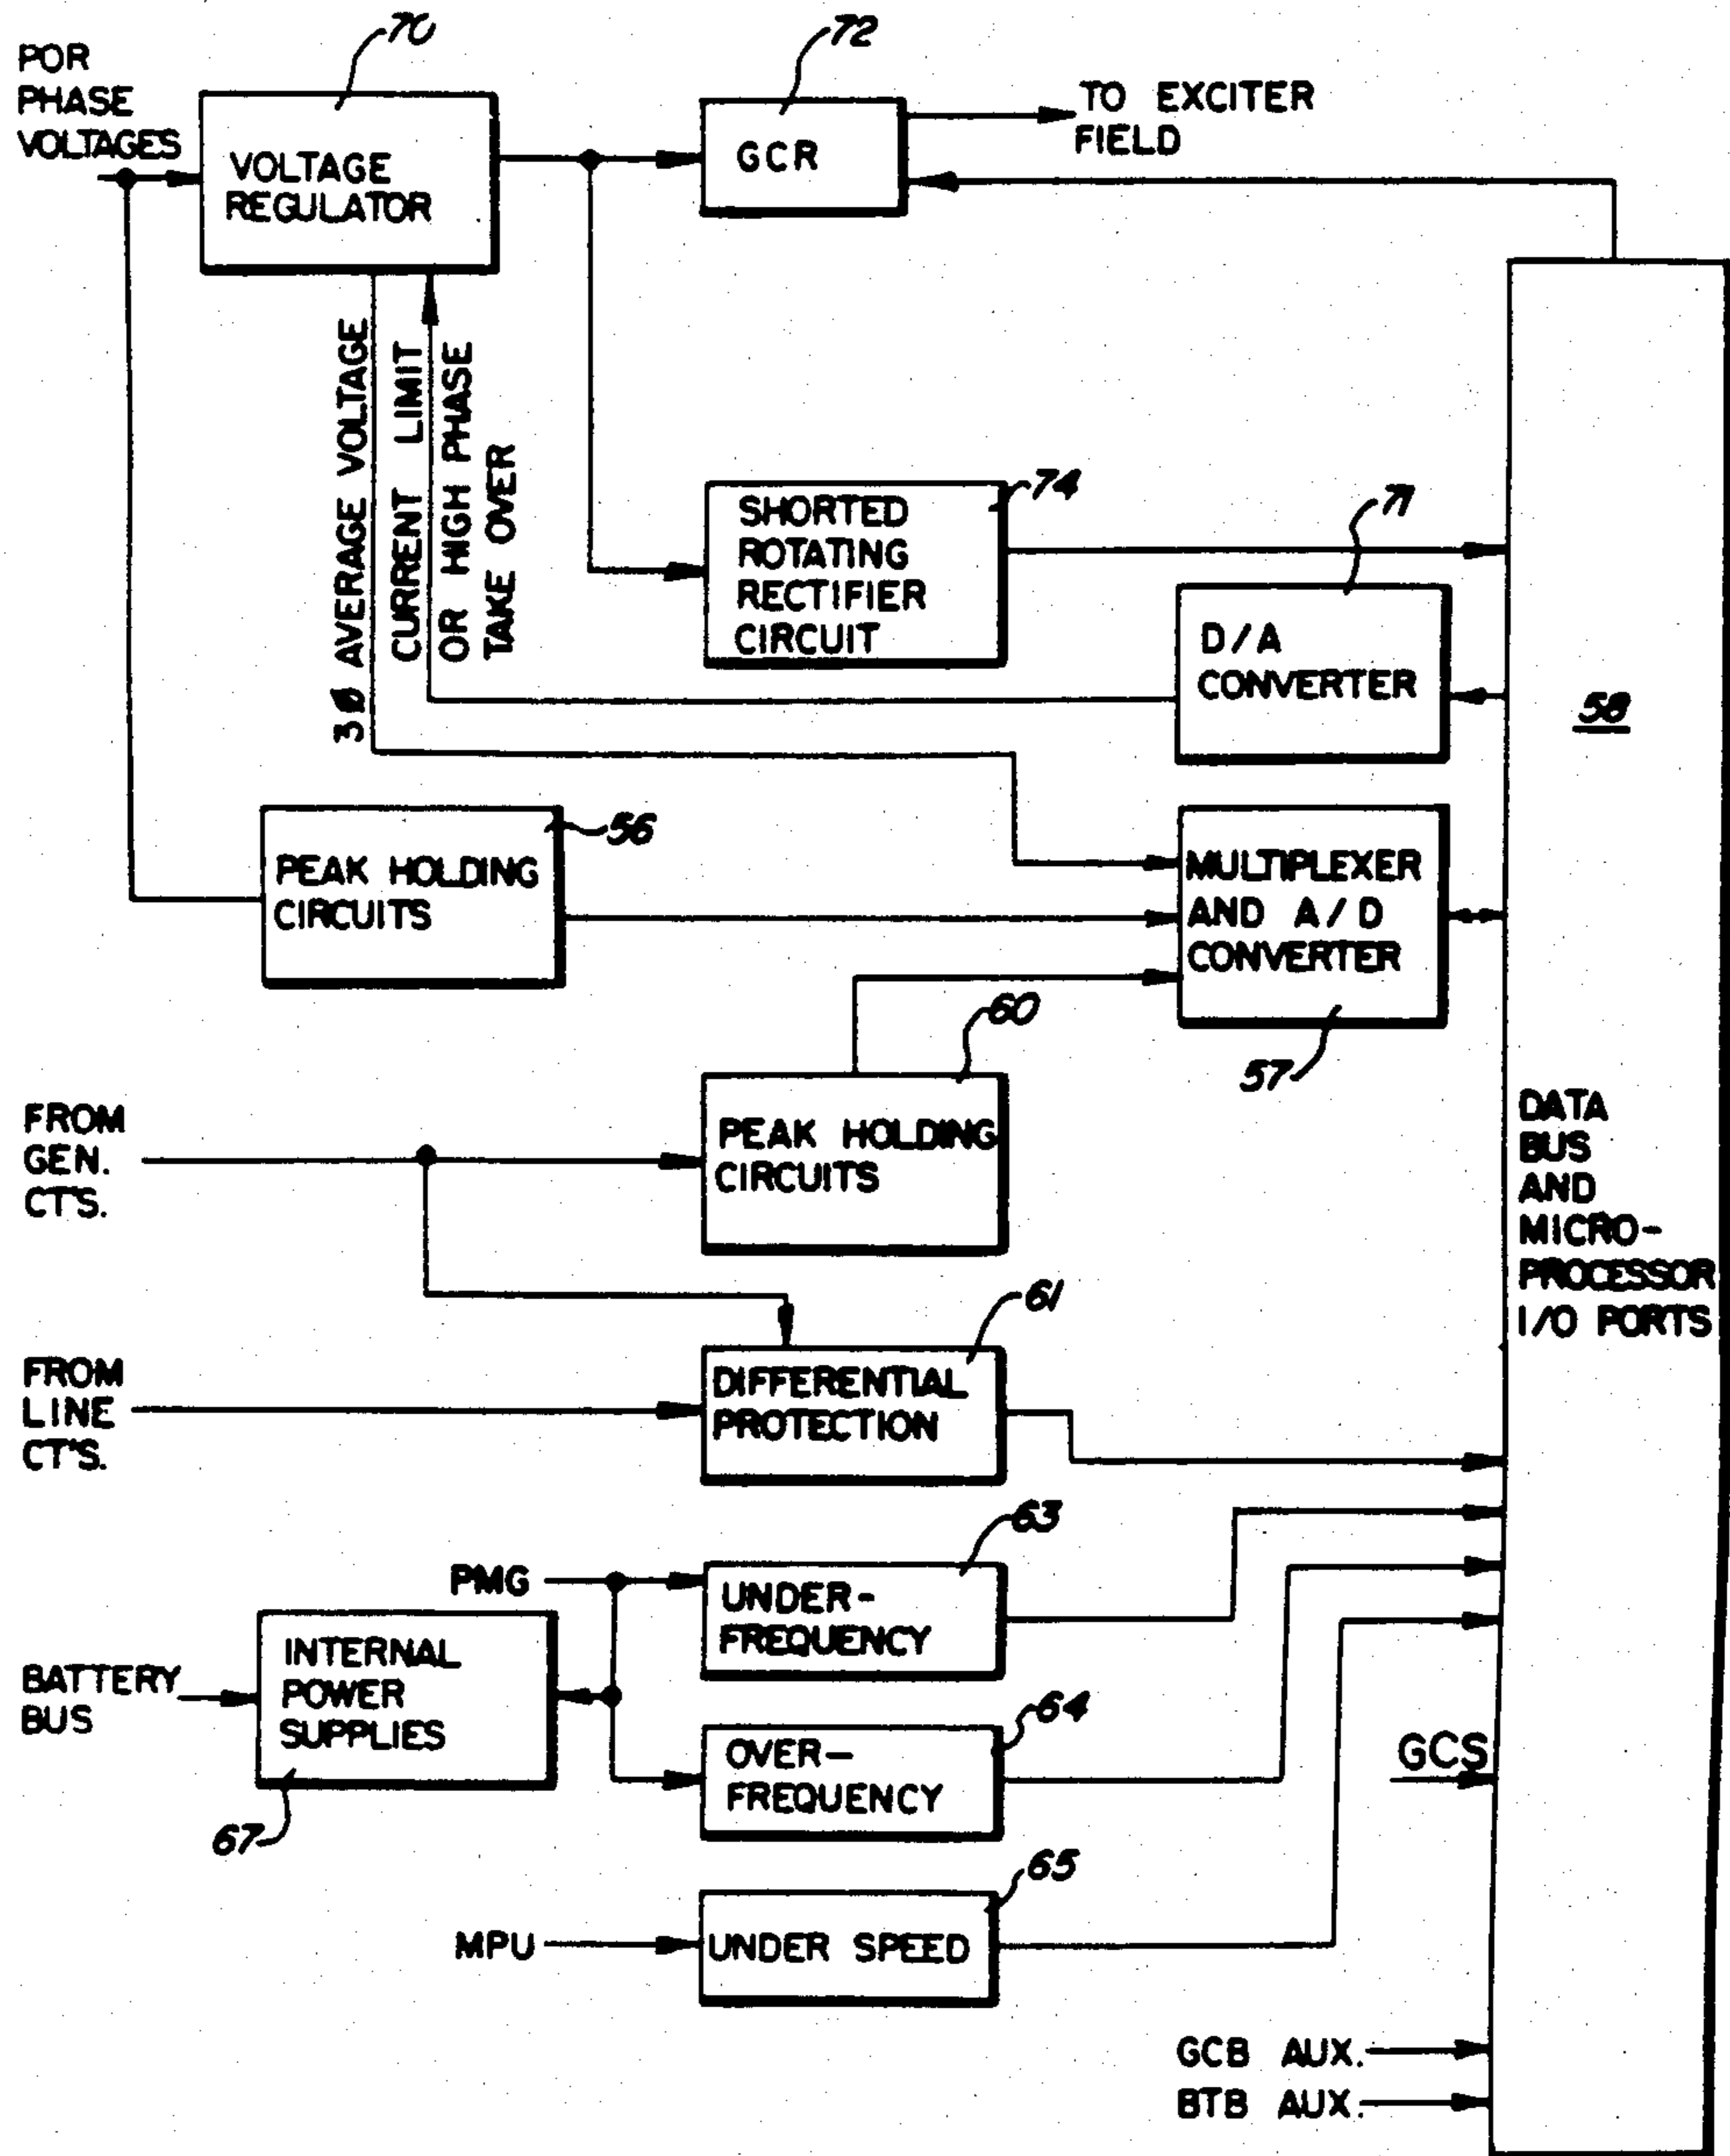 70
72
POR
PHASE
VOLTAGES
VOLTAGE
REGULATOR
GCR
TO EXCITER
FIELD
3Ø AVERAGE VOLTAGE
CURRENT LIMIT
OR HIGH PHASE
TAKE OVER
74
SHORTED
ROTATING
RECTIFIER
CIRCUIT
71
D/A
CONVERTER
58
56
PEAK HOLDING
CIRCUITS
MULTIPLEXER
AND A/D
CONVERTER
57
60
FROM
GEN.
CT'S.
PEAK HOLDING
CIRCUITS
DATA
BUS
AND
MICRO-
PROCESSOR
I/O PORTS
61
FROM
LINE
CT'S.
DIFFERENTIAL
PROTECTION
63
PMG
UNDER-
FREQUENCY
BATTERY
BUS
INTERNAL
POWER
SUPPLIES
67
64
OVER-
FREQUENCY
GCS
65
MPU
UNDER SPEED
GCB AUX.
BTB AUX.